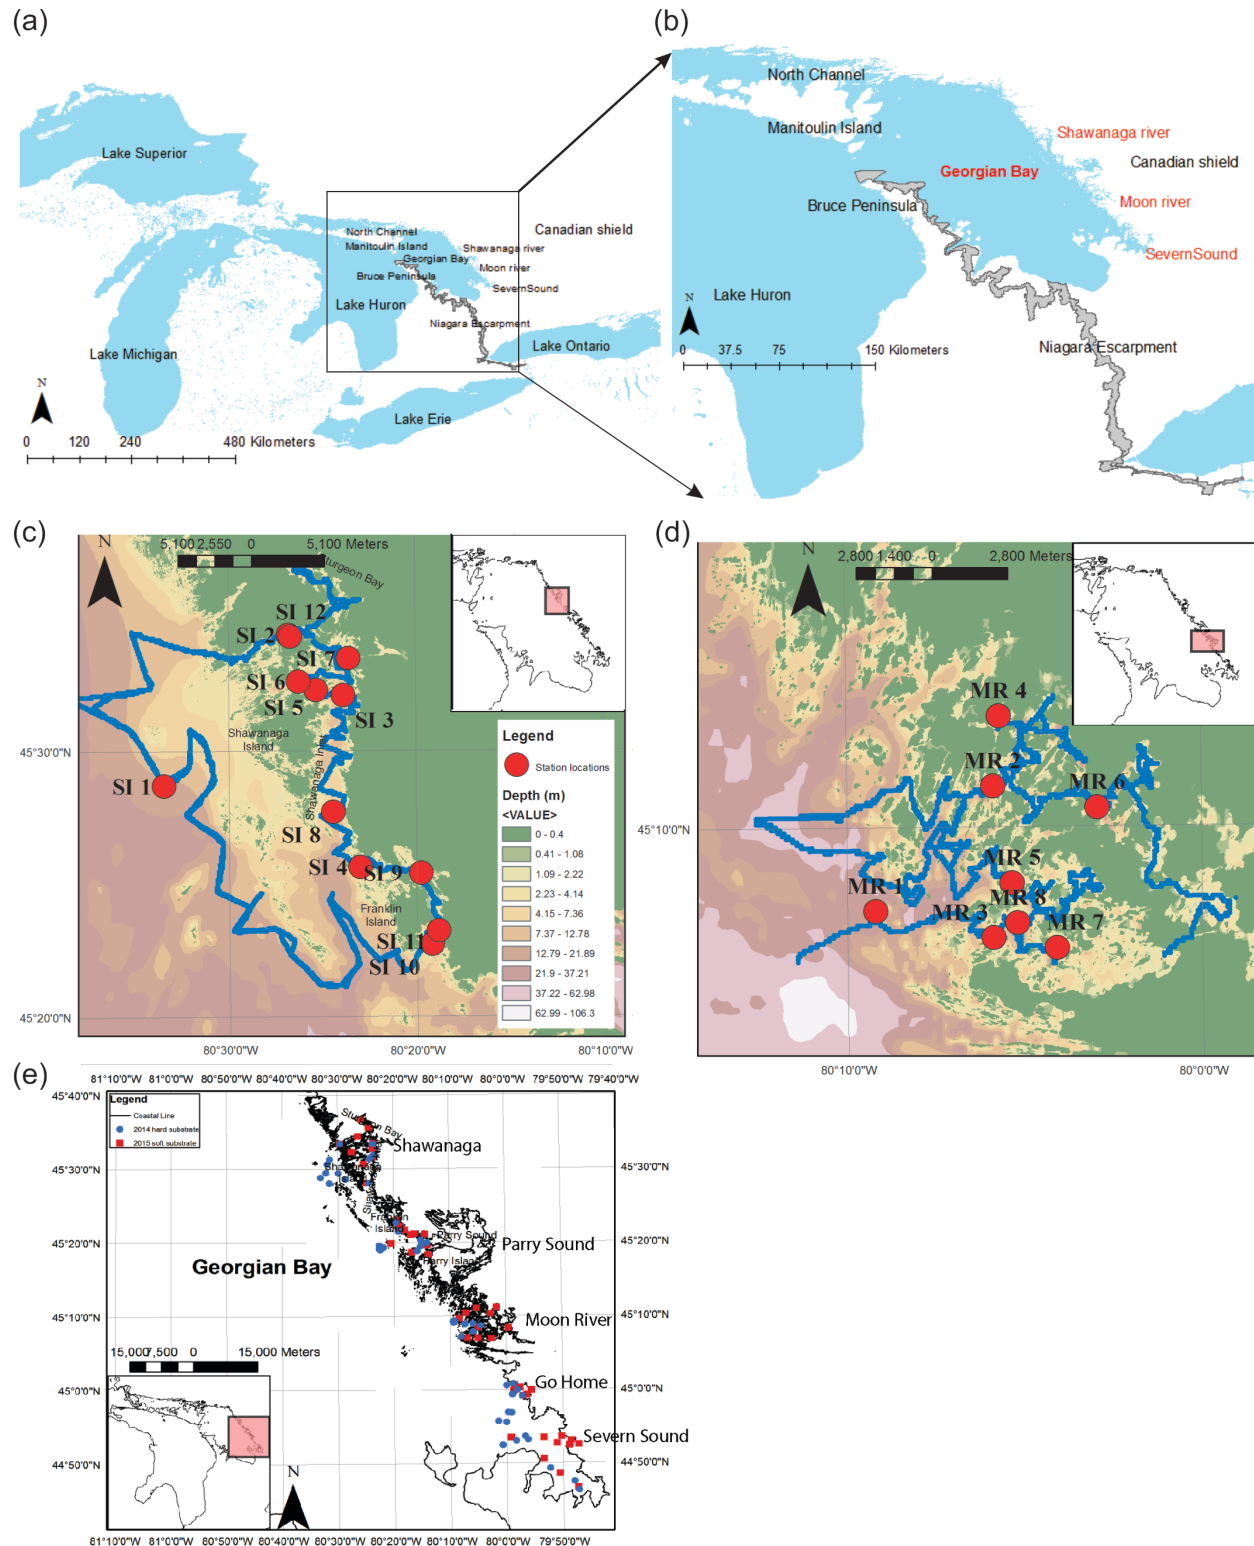 (a)
Lake Superior
North Channel
Manitoulin Island
Georgian Bay
Bruce Peninsula
Shawanaga river
Canadian shield
Moon river
SevernSound
Lake Huron
Niagara Escarpment
Lake Michigan
Lake Ontario
Lake Erie
N
0 120 240 480 Kilometers
(b)
North Channel
Manitoulin Island
Shawanaga river
Canadian shield
Georgian Bay
Bruce Peninsula
Moon river
SevernSound
Lake Huron
N
0 37.5 75 150 Kilometers
Niagara Escarpment
(c)
N
5,100 2,550 0 5,100 Meters
Sturgeon Bay
SI 12
SI 2
SI 7
SI 6
SI 5
SI 3
Shawanaga
Island
Shawanaga Inlet
SI 1
SI 8
SI 4
SI 9
Franklin
Island
SI 11
SI 10
Legend
Station locations
Depth (m)
<VALUE>
0 - 0.4
0.41 - 1.08
1.09 - 2.22
2.23 - 4.14
4.15 - 7.36
7.37 - 12.78
12.79 - 21.89
21.9 - 37.21
37.22 - 62.98
62.99 - 106.3
45°30'0"N
45°20'0"N
80°30'0"W 80°20'0"W 80°10'0"W
(d)
N
2,800 1,400 0 2,800 Meters
MR 4
MR 2
MR 6
MR 5
MR 1
MR 8
MR 3
MR 7
45°10'0"N
80°10'0"W 80°0'0"W
(e)
81°10'0"W 81°0'0"W 80°50'0"W 80°40'0"W 80°30'0"W 80°20'0"W 80°10'0"W 80°0'0"W 79°50'0"W 79°40'0"W
Legend
Coastal Line
2014 hard substrate
2015 soft substrate
45°40'0"N
45°30'0"N
45°20'0"N
45°10'0"N
45°0'0"N
44°50'0"N
Sturgeon Bay
Shawanaga
Shawanaga
Island
Franklin
Island
Parry Sound
Parry Sound
Parry Island
Georgian Bay
Moon River
Go Home
Severn Sound
15,000 7,500 0 15,000 Meters
N
45°30'0"N
45°20'0"N
45°10'0"N
45°0'0"N
44°50'0"N
81°10'0"W 81°0'0"W 80°50'0"W 80°40'0"W 80°30'0"W 80°20'0"W 80°10'0"W 80°0'0"W 79°50'0"W